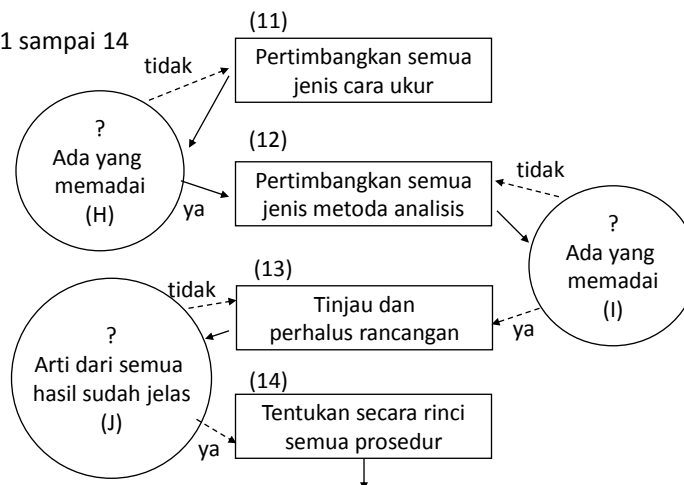 1 sampai 14
(11)
Pertimbangkan semua
jenis cara ukur
tidak
?
Ada yang
memadai
(H)
ya
(12)
Pertimbangkan semua
jenis metoda analisis
tidak
?
Ada yang
memadai
(I)
ya
(13)
Tinjau dan
perhalus rancangan
tidak
?
Arti dari semua
hasil sudah jelas
(J)
ya
(14)
Tentukan secara rinci
semua prosedur